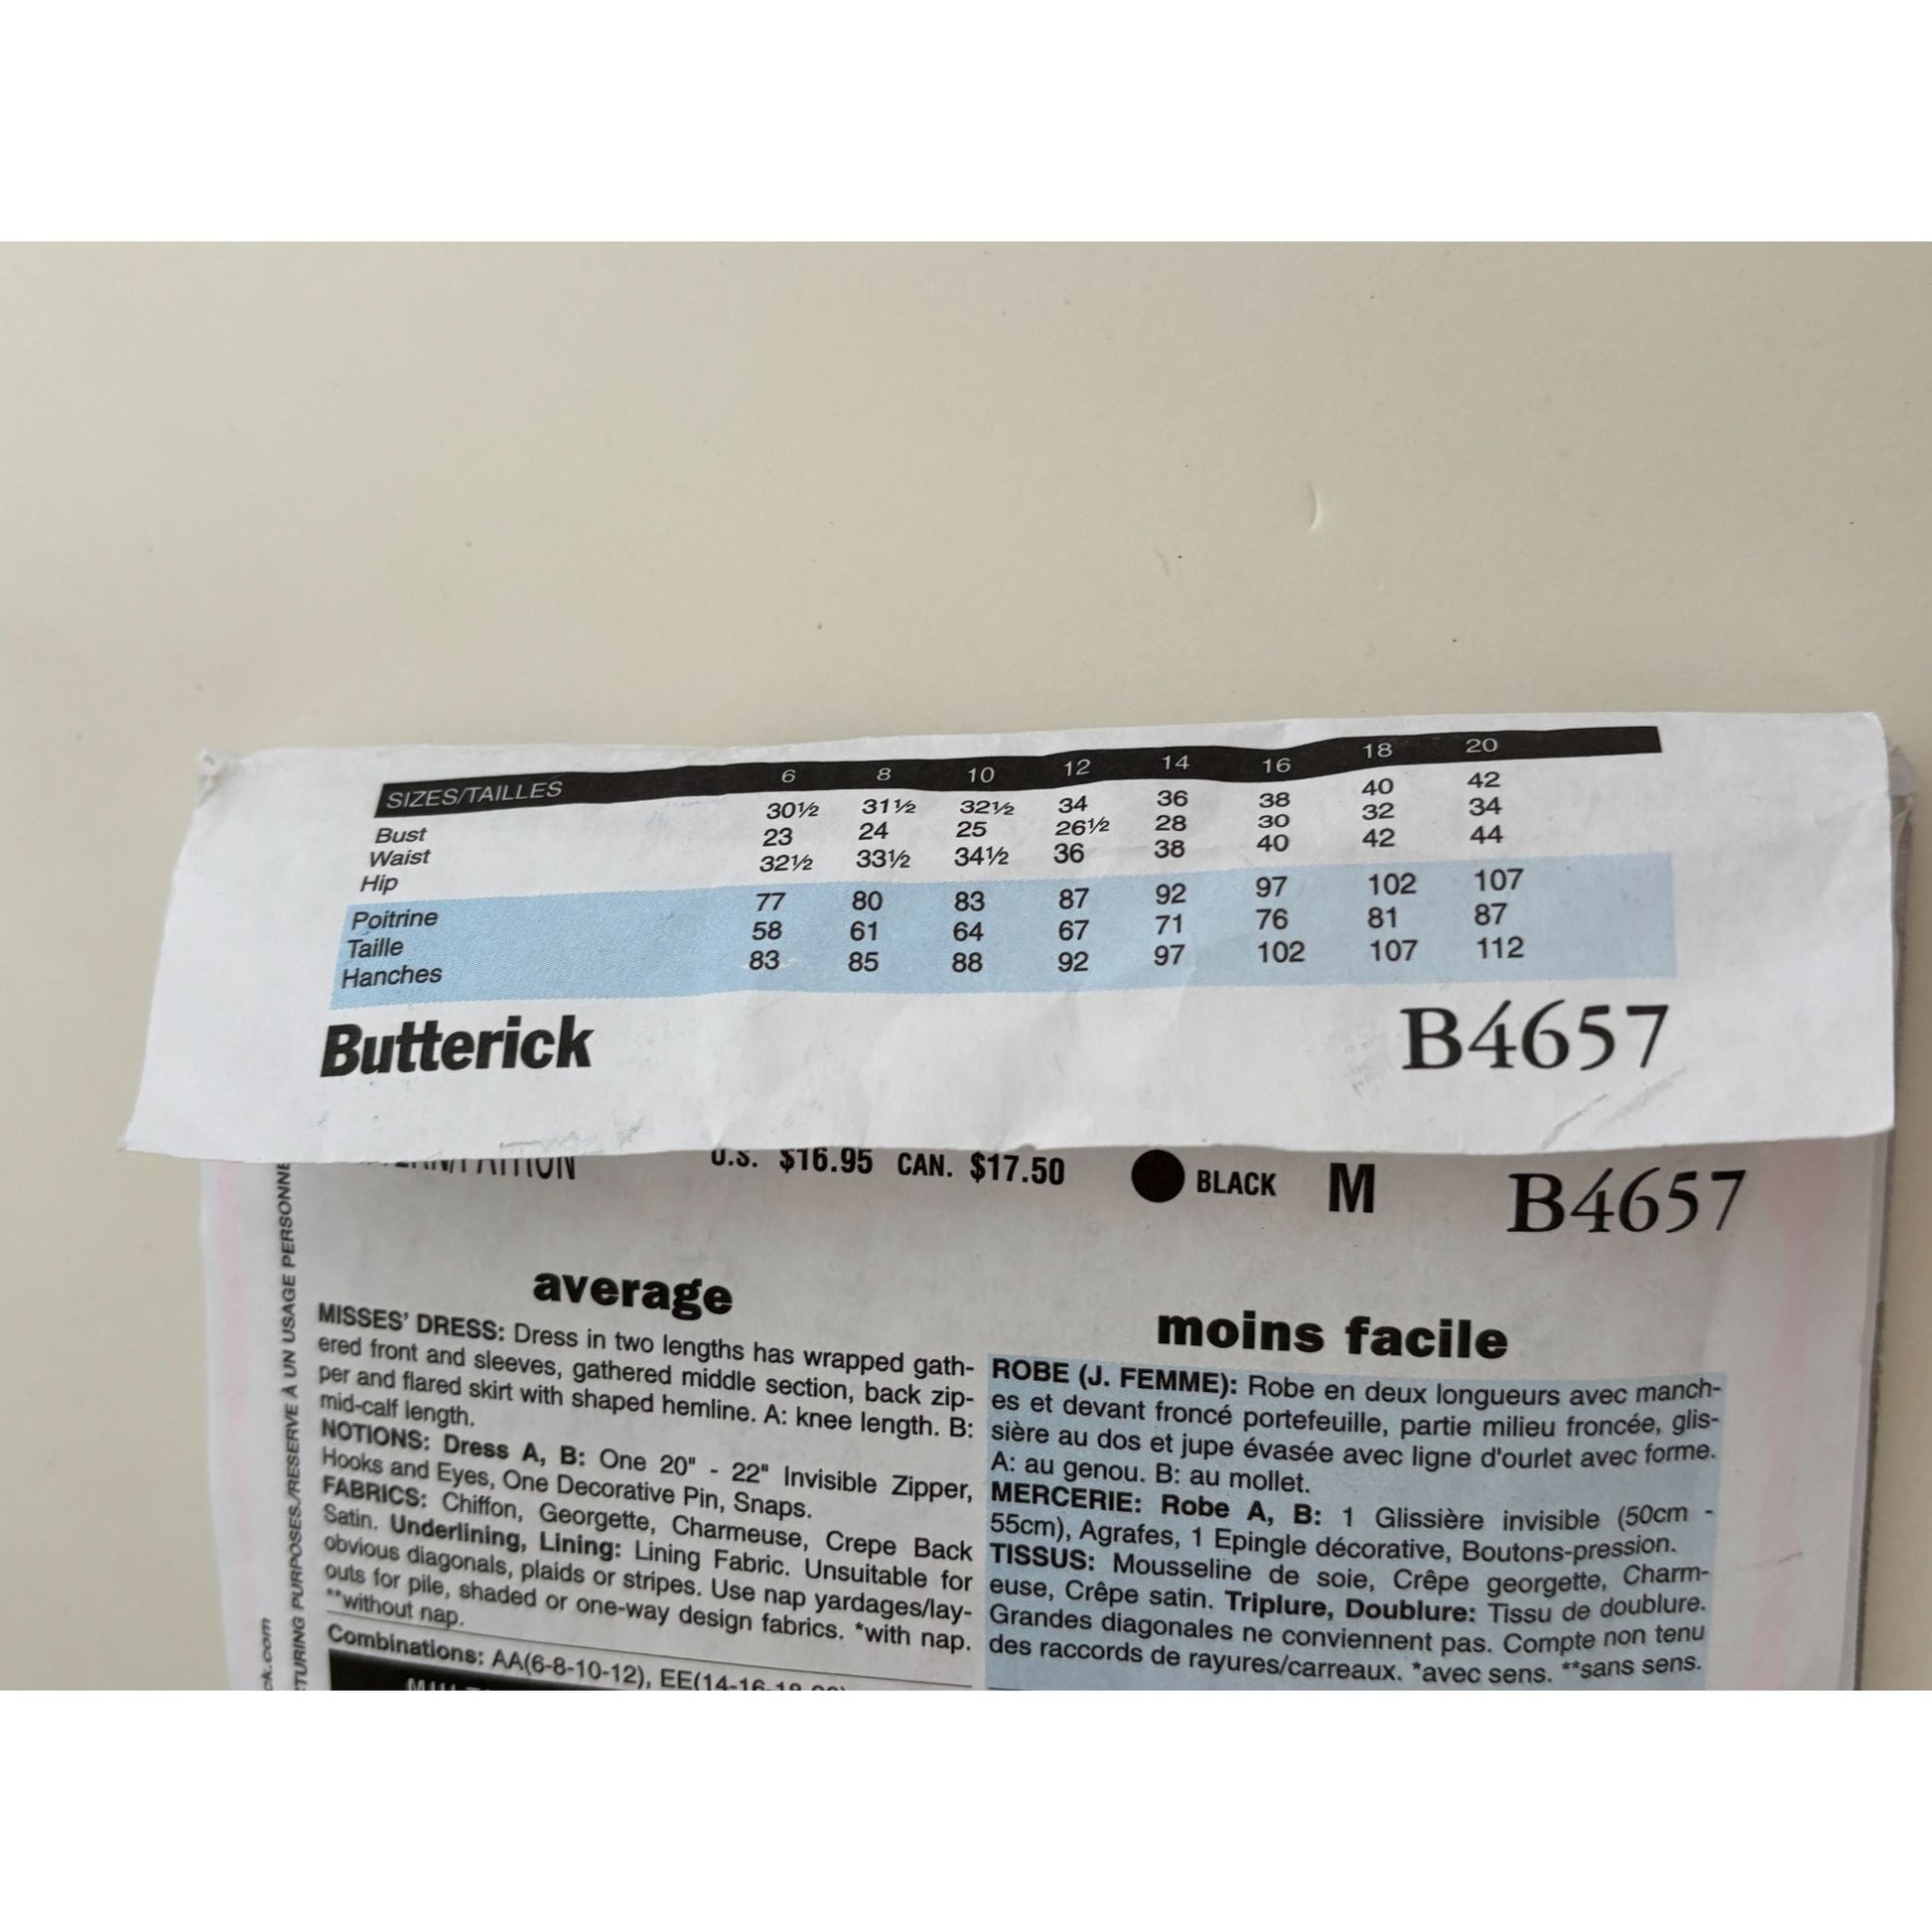 SIZES/TAILLES 6 8 10 12 14 16 18 20
Bust 30½ 31½ 32½ 34 36 38 40 42
Waist 23 24 25 26½ 28 30 32 34
Hip 32½ 33½ 34½ 36 38 40 42 44
Poitrine 77 80 83 87 92 97 102 107
Taille 58 61 64 67 71 76 81 87
Hanches 83 85 88 92 97 102 107 112
Butterick B4657
U.S. $16.95 CAN. $17.50 BLACK M B4657
average
MISSES' DRESS: Dress in two lengths has wrapped gath-
ered front and sleeves, gathered middle section, back zip-
per and flared skirt with shaped hemline. A: knee length. B:
mid-calf length.
NOTIONS: Dress A, B: One 20" - 22" Invisible Zipper,
Hooks and Eyes, One Decorative Pin, Snaps.
FABRICS: Chiffon, Georgette, Charmeuse, Crepe Back
Satin. Underlining, Lining: Lining Fabric. Unsuitable for
obvious diagonals, plaids or stripes. Use nap yardages/lay-
outs for pile, shaded or one-way design fabrics. *with nap.
**without nap.
Combinations: AA(6-8-10-12), EE(14-16-18
moins facile
ROBE (J. FEMME): Robe en deux longueurs avec manch-
es et devant froncé portefeuille, partie milieu froncée, glis-
sière au dos et jupe évasée avec ligne d'ourlet avec forme.
A: au genou. B: au mollet.
MERCERIE: Robe A, B: 1 Glissière invisible (50cm -
55cm), Agrafes, 1 Epingle décorative, Boutons-pression.
TISSUS: Mousseline de soie, Crêpe georgette, Charm-
euse, Crêpe satin. Triplure, Doublure: Tissu de doublure.
Grandes diagonales ne conviennent pas. Compte non tenu
des raccords de rayures/carreaux. *avec sens. **sans sens.
TURING PURPOSES./RESERVE À UN USAGE PERSONNE
ck.com